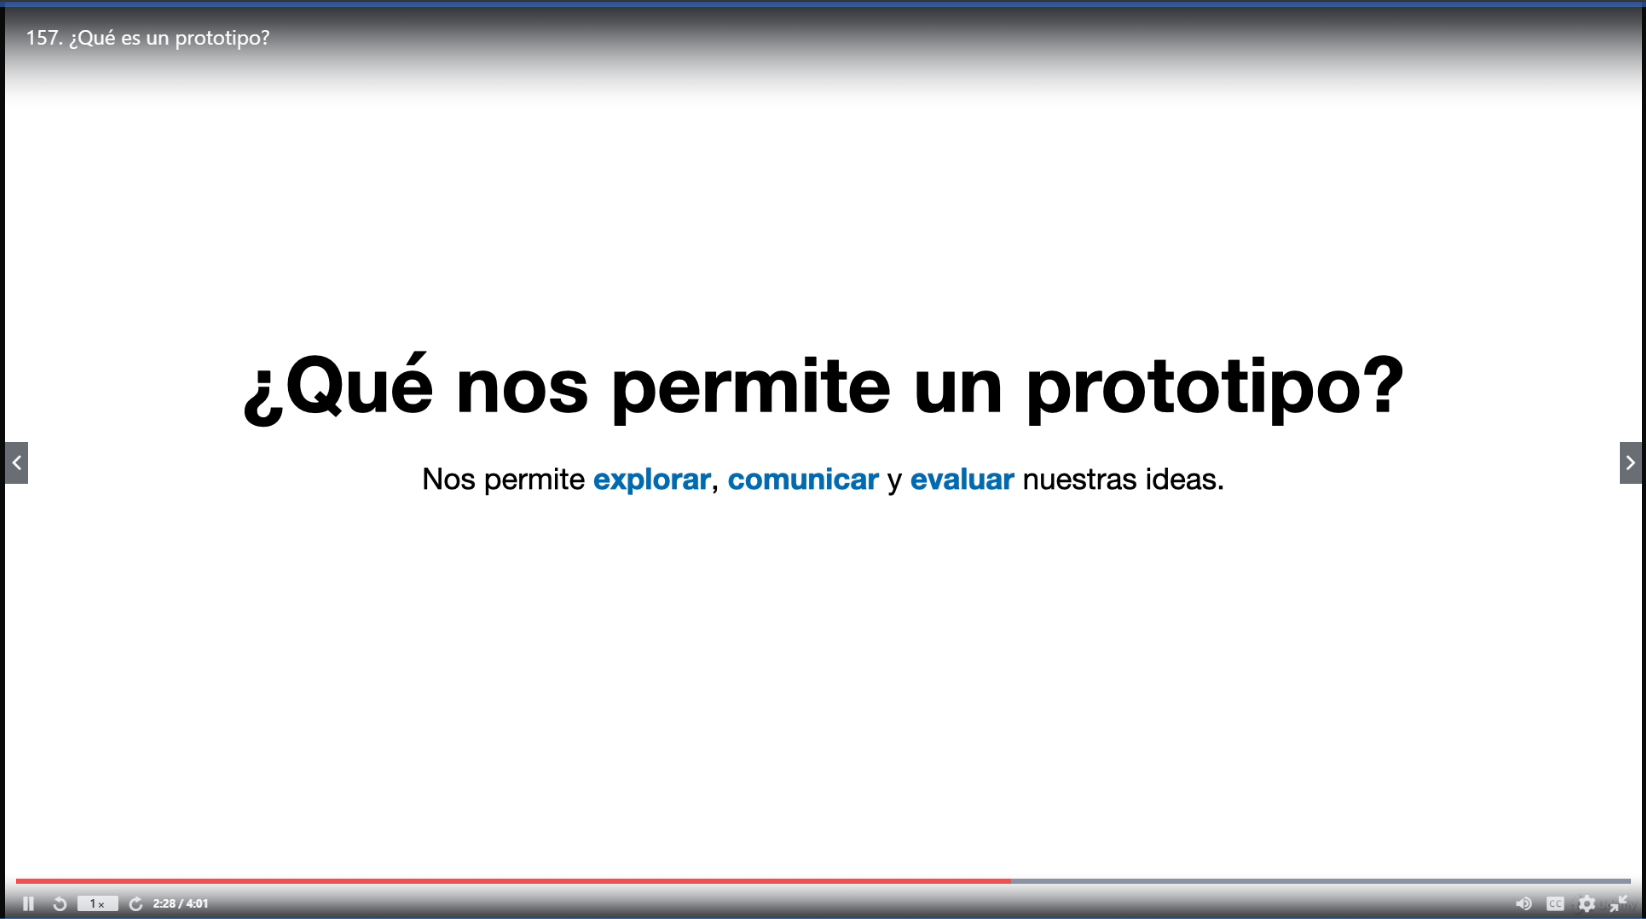 157. ¿Qué es un prototipo?
¿Qué nos permite un prototipo?
Nos permite explorar, comunicar y evaluar nuestras ideas.
1x 2:28 / 4:01 CC